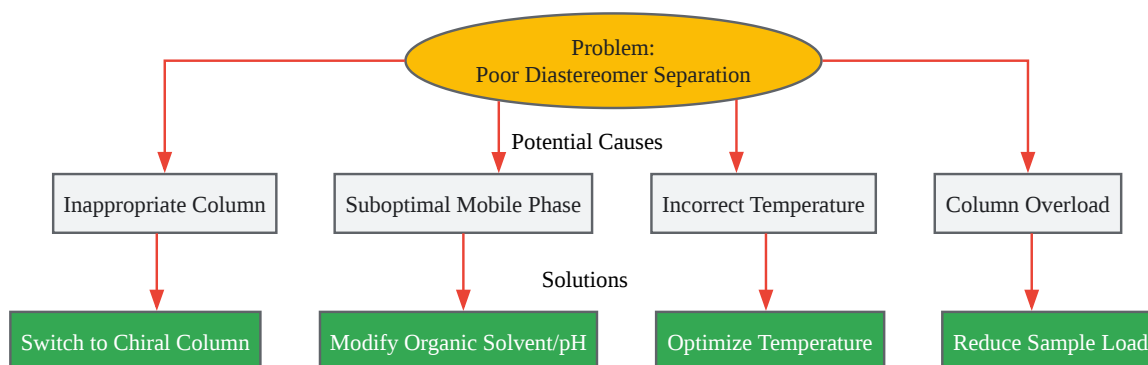 Problem:
Poor Diastereomer Separation
Potential Causes
Inappropriate Column
Suboptimal Mobile Phase
Incorrect Temperature
Column Overload
Solutions
Switch to Chiral Column
Modify Organic Solvent/pH
Optimize Temperature
Reduce Sample Load